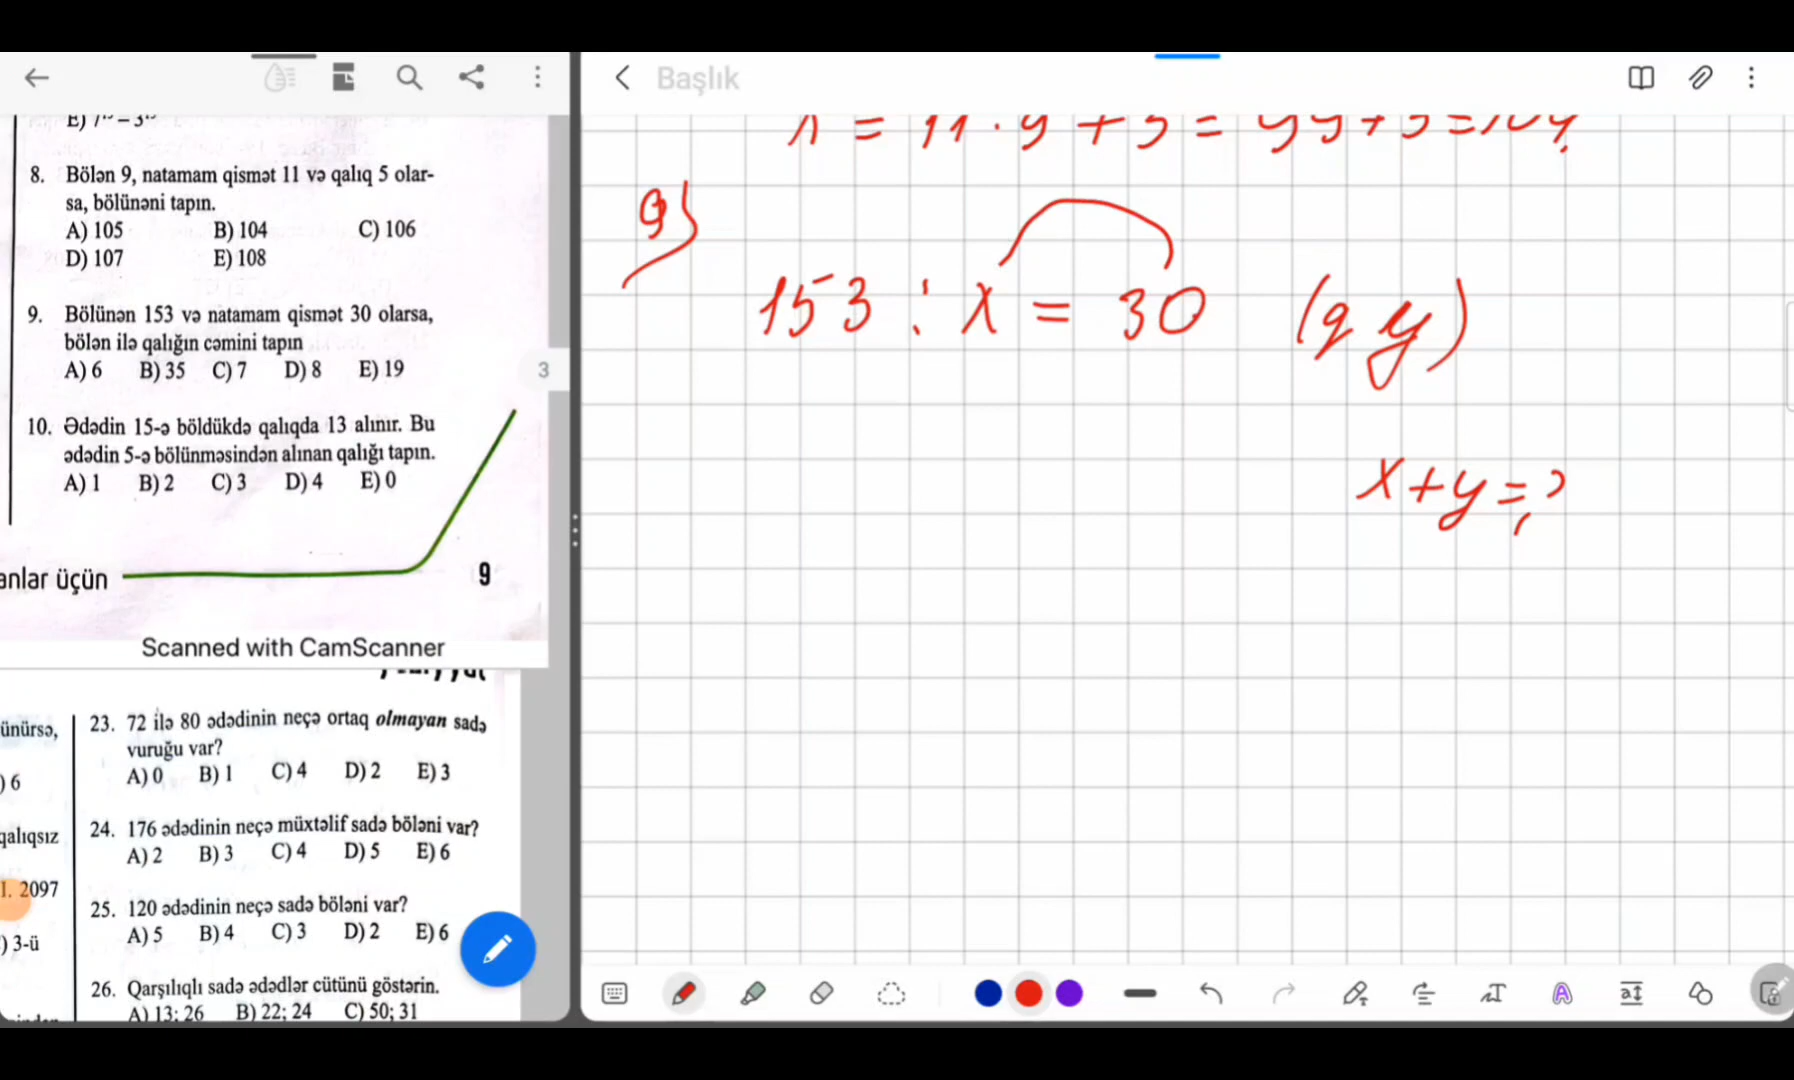 Başlık
E) 7¹⁵ – 3¹⁵
8. Bölən 9, natamam qismət 11 və qalıq 5 olar-
sa, bölünəni tapın.
A) 105 B) 104 C) 106
D) 107 E) 108
9. Bölünən 153 və natamam qismət 30 olarsa,
bölən ilə qalığın cəmini tapın
A) 6 B) 35 C) 7 D) 8 E) 19
3
10. Ədədin 15-ə böldükdə qalıqda 13 alınır. Bu
ədədin 5-ə bölünməsindən alınan qalığı tapın.
A) 1 B) 2 C) 3 D) 4 E) 0
anlar üçün
9
Scanned with CamScanner
ünürsə,
) 6
qalıqsız
I. 2097
) 3-ü
23. 72 ilə 80 ədədinin neçə ortaq olmayan sadə
vuruğu var?
A) 0 B) 1 C) 4 D) 2 E) 3
24. 176 ədədinin neçə müxtəlif sadə böləni var?
A) 2 B) 3 C) 4 D) 5 E) 6
25. 120 ədədinin neçə sadə böləni var?
A) 5 B) 4 C) 3 D) 2 E) 6
26. Qarşılıqlı sadə ədədlər cütünü göstərin.
A) 13; 26 B) 22; 24 C) 50; 31
x = 11 · 9 + 5 = 99 + 5 = 104
9)
153 : x = 30 (q y)
x + y = ?